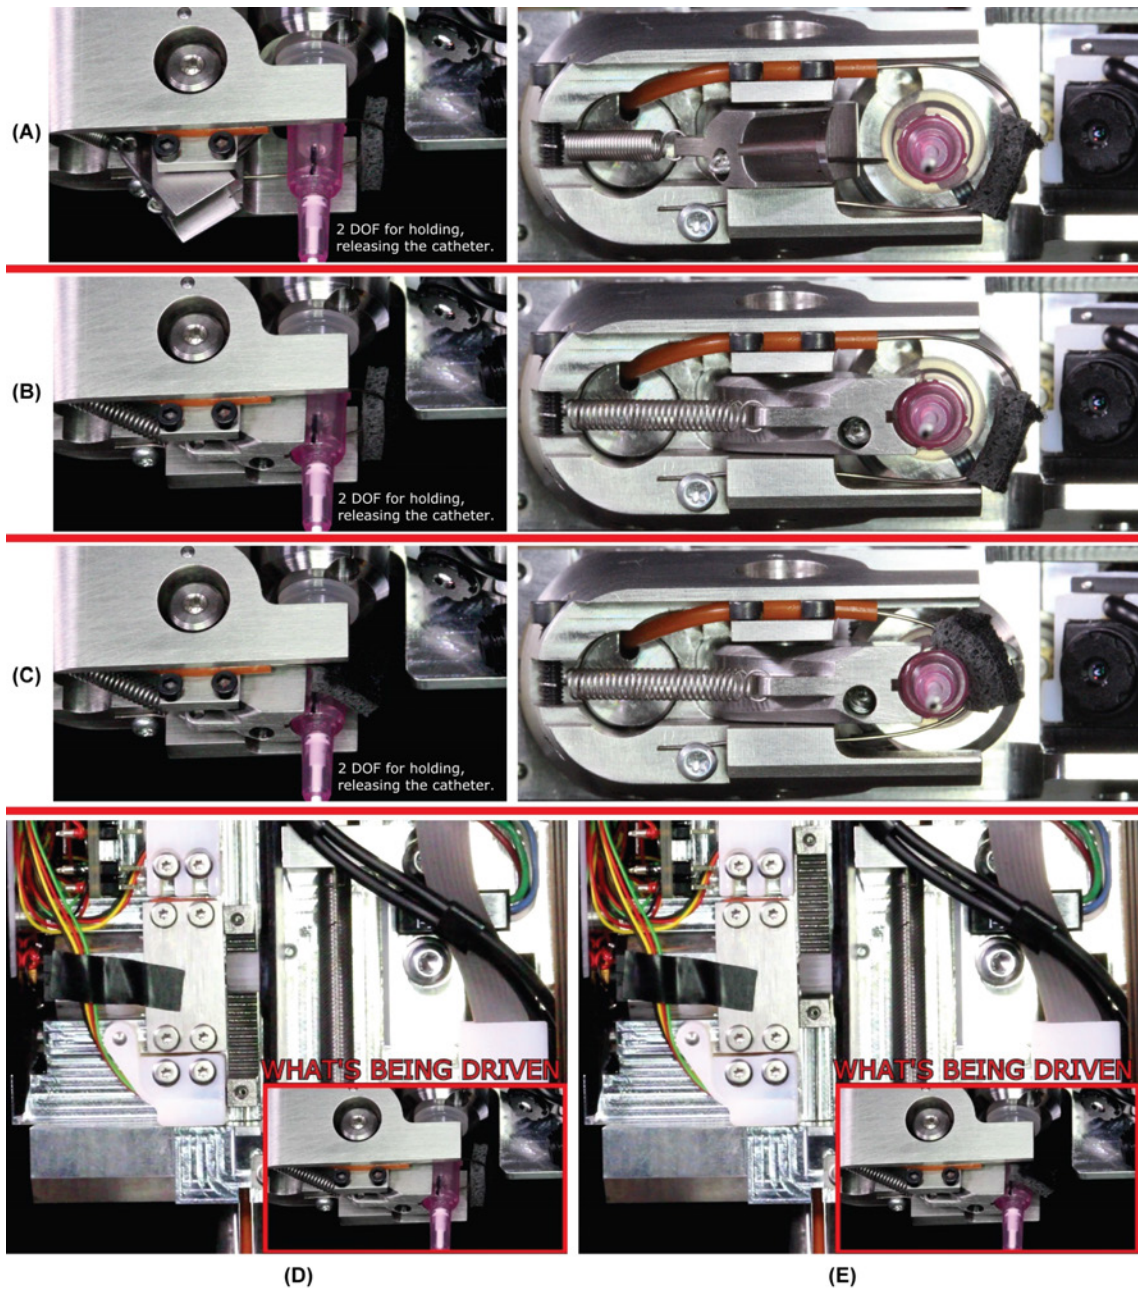 (A)
2 DOF for holding,
releasing the catheter.
(B)
2 DOF for holding,
releasing the catheter.
(C)
2 DOF for holding,
releasing the catheter.
WHAT'S BEING DRIVEN
WHAT'S BEING DRIVEN
(D)
(E)